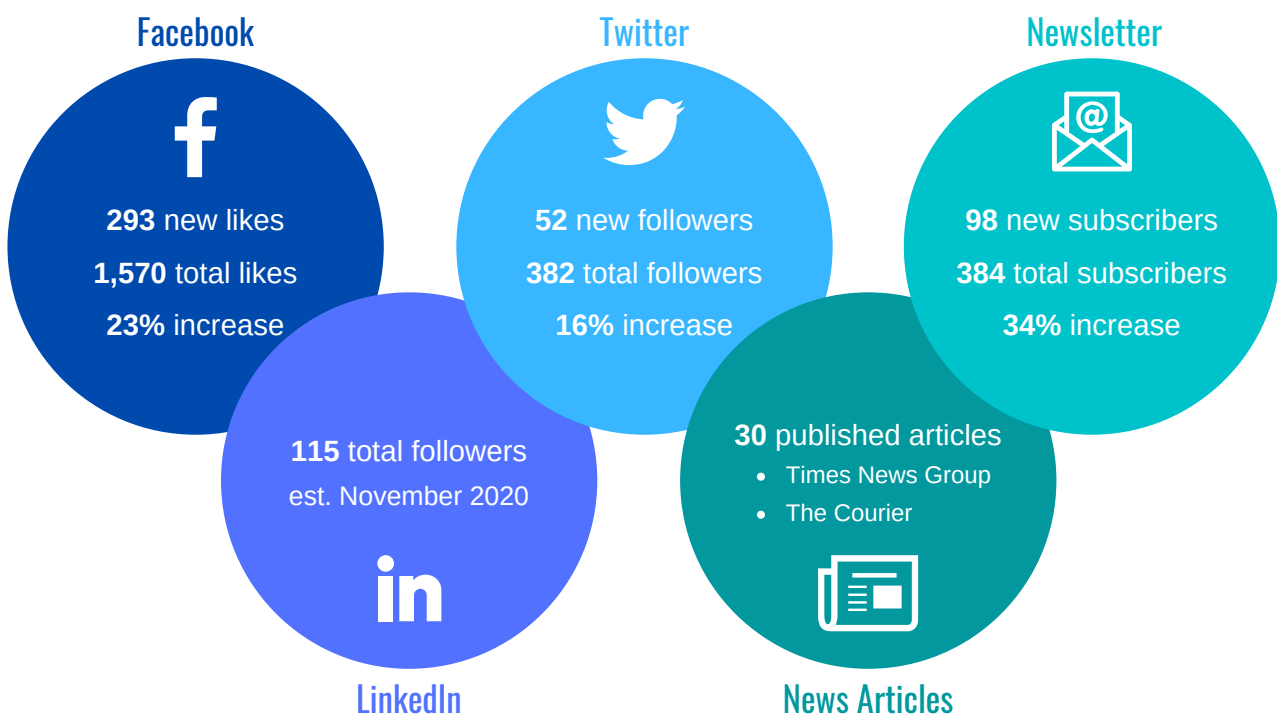 Facebook
293 new likes
1,570 total likes
23% increase
Twitter
52 new followers
382 total followers
16% increase
Newsletter
@
98 new subscribers
384 total subscribers
34% increase
115 total followers
est. November 2020
in
LinkedIn
30 published articles
• Times News Group
• The Courier
News Articles